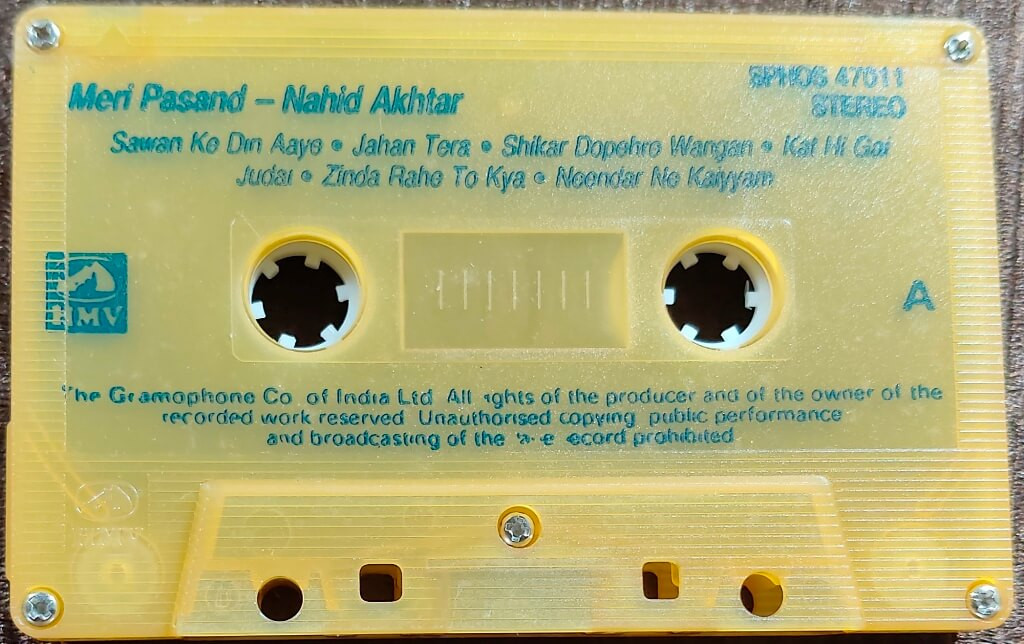 Meri Pasand – Nahid Akhtar
SPHOS 47011
STEREO
Sawan Ke Din Aaye • Jahan Tera • Shikar Dopehre Wangan • Kat Hi Gai
Judai • Zinda Rahe To Kya • Neendar Ne Kaiyyam
HMV
A
The Gramophone Co. of India Ltd. All rights of the producer and of the owner of the
recorded work reserved. Unauthorised copying, public performance
and broadcasting of the record prohibited
HMV